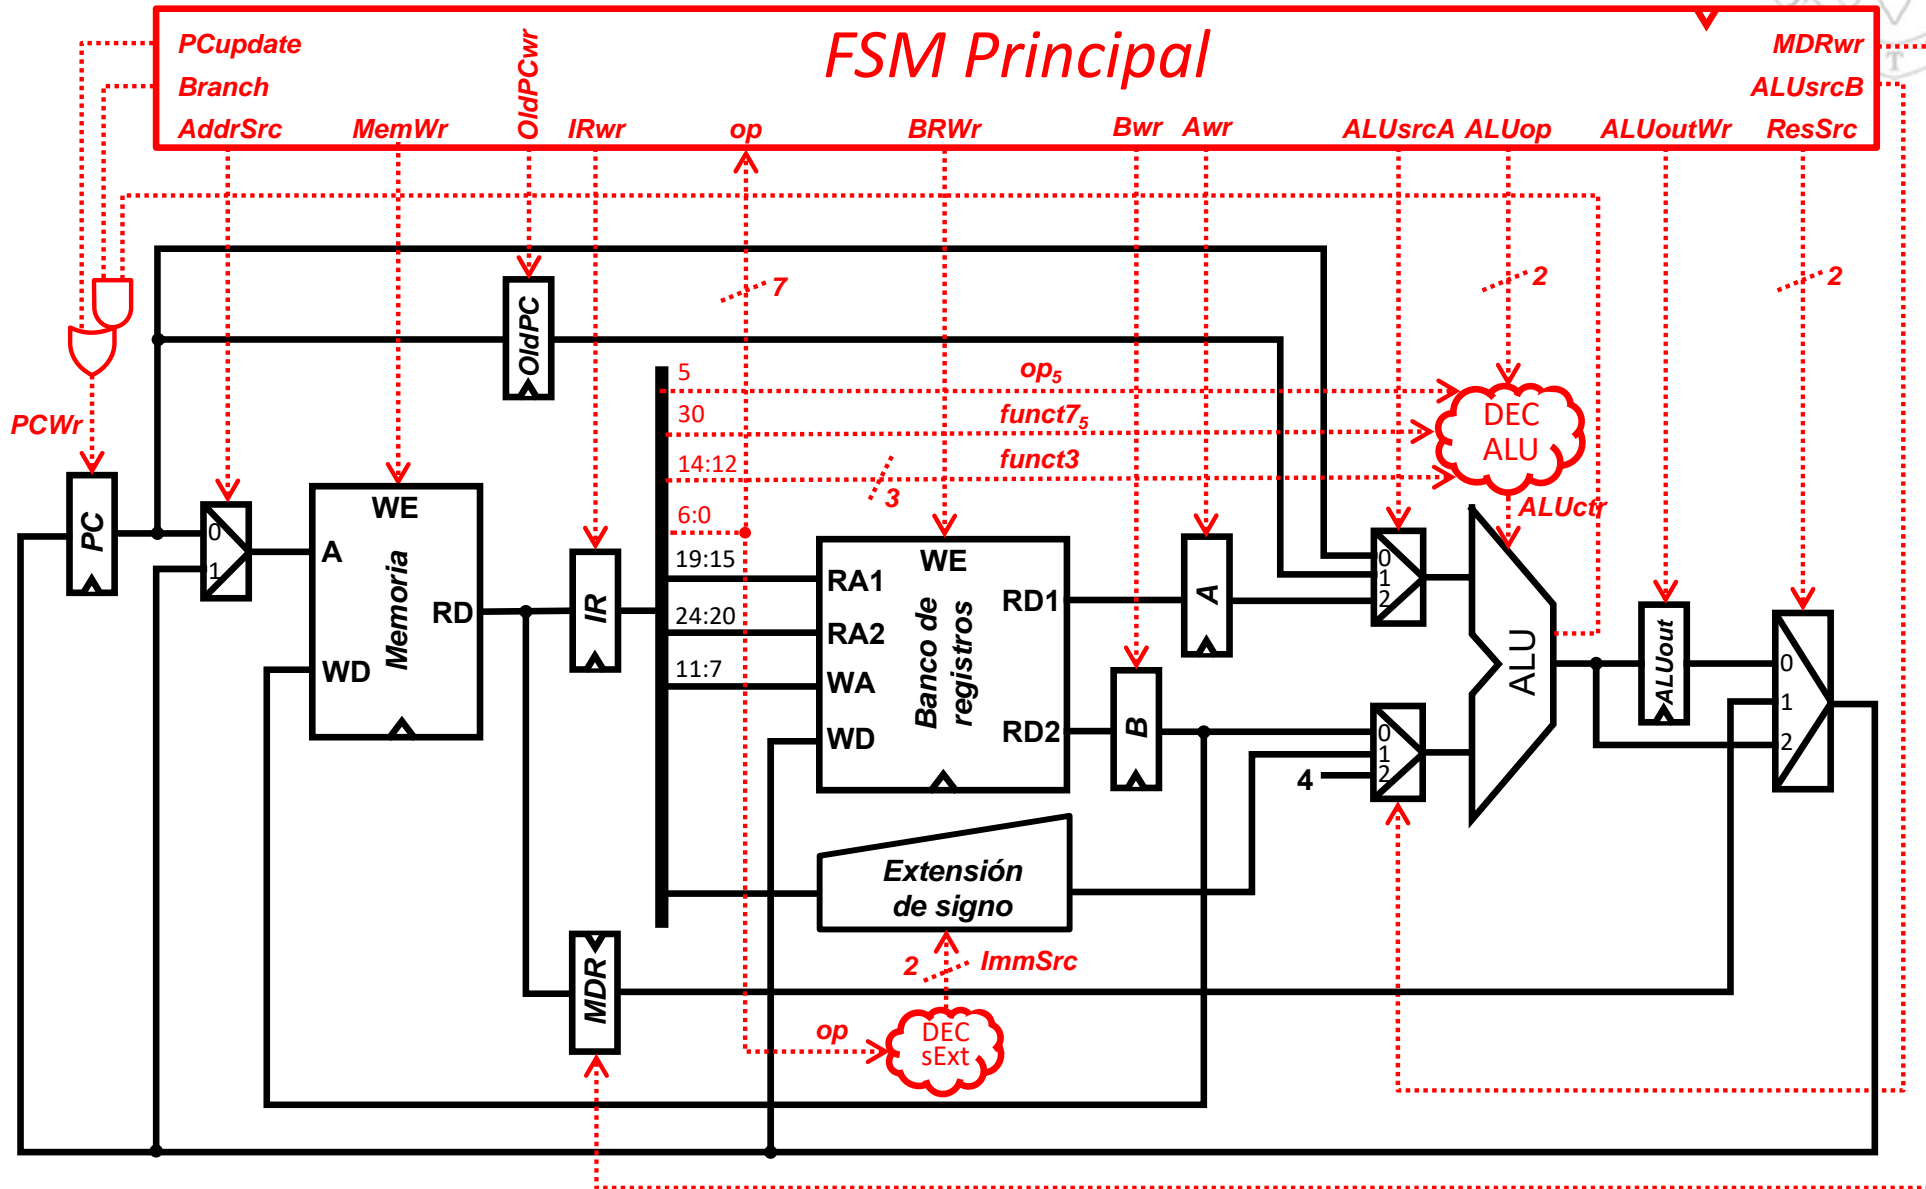 FSM Principal
PCupdate
Branch
AddrSrc
MemWr
OldPCwr
IRwr
op
BRWr
Bwr
Awr
ALUsrcA
ALUop
ALUoutWr
MDRwr
ALUsrcB
ResSrc
T
7
2
2
OldPC
5
op5
30
funct75
14:12
funct3
3
6:0
DEC
ALU
ALUctr
PCWr
PC
0
1
WE
A
Memoria
RD
WD
IR
19:15
24:20
11:7
WE
RA1
RA2
WA
WD
Banco de
registros
RD1
RD2
A
B
0
1
2
0
1
2
4
ALU
ALUout
0
1
2
Extensión
de signo
2
ImmSrc
MDR
op
DEC
sExt